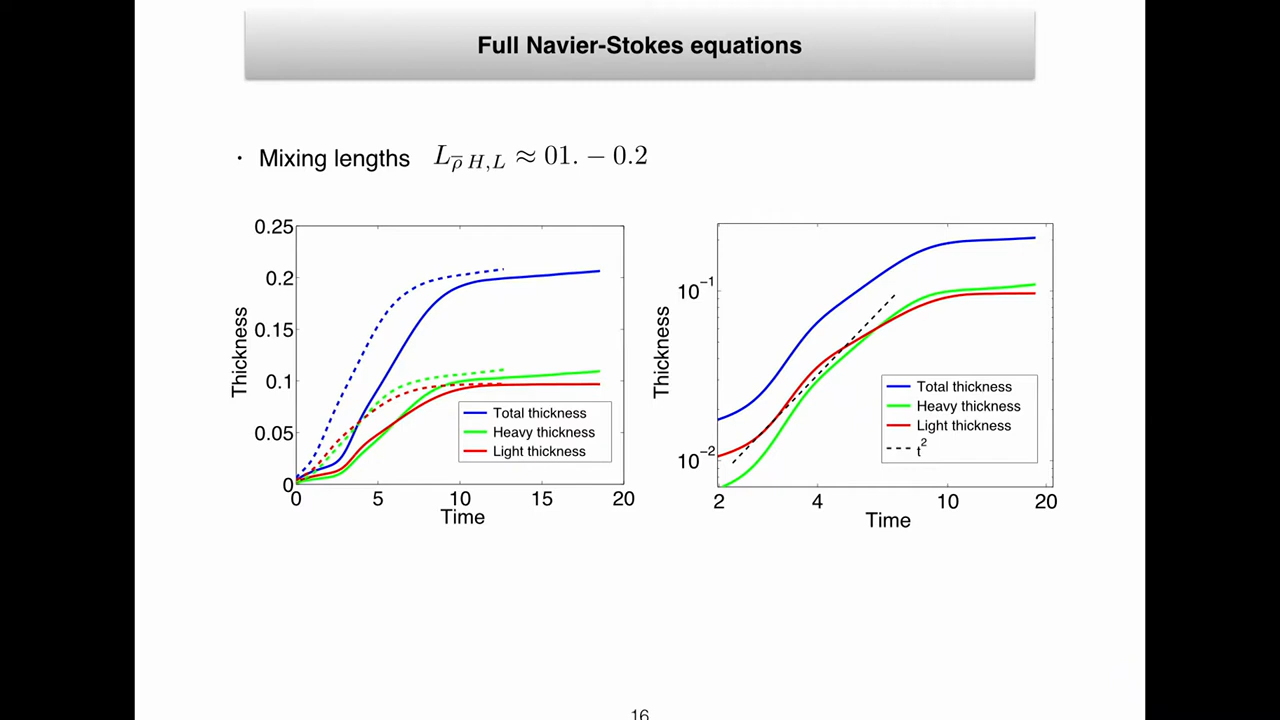 Full Navier-Stokes equations
• Mixing lengths L_ρ̅ H,L ≈ 01. − 0.2
0.25
0.2
0.15
0.1
0.05
0
Thickness
0 5 10 15 20
Time
Total thickness
Heavy thickness
Light thickness
10⁻¹
10⁻²
Thickness
2 4 10 20
Time
Total thickness
Heavy thickness
Light thickness
t²
16